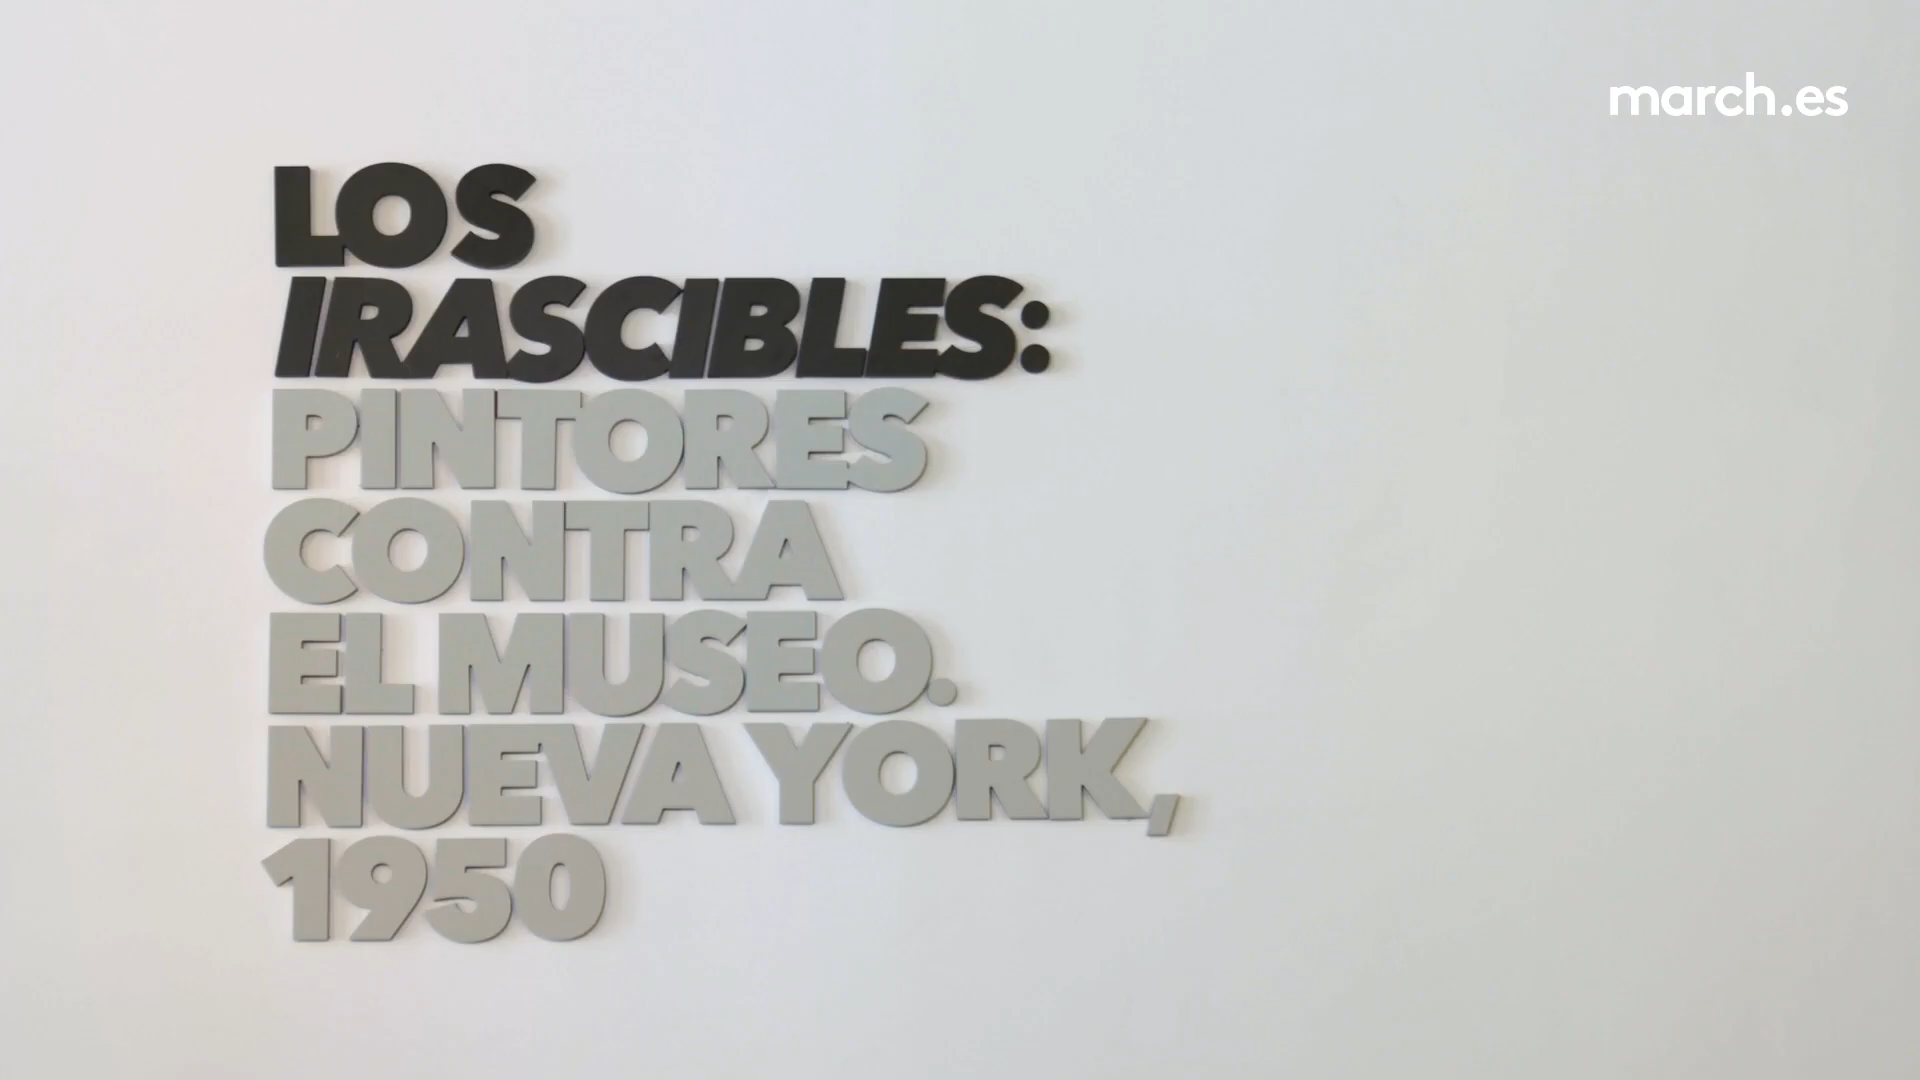 march.es
LOS
IRASCIBLES:
PINTORES
CONTRA
EL MUSEO.
NUEVA YORK,
1950